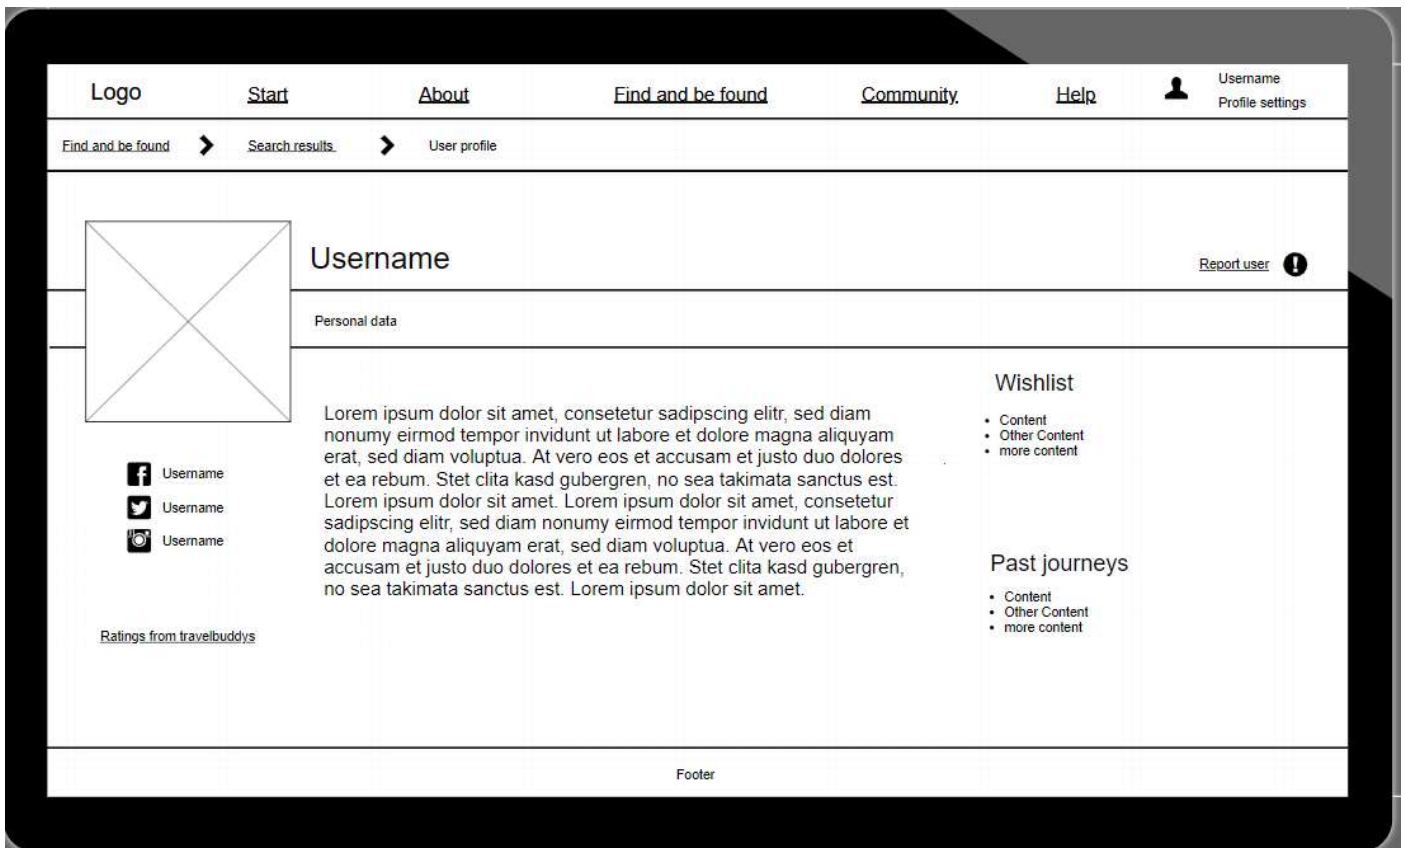 Logo
Start
About
Find and be found
Community
Help
Username
Profile settings
Find and be found
Search results
User profile
Username
Report user
Personal data
Username
Username
Username
Ratings from travelbuddys
Lorem ipsum dolor sit amet, consetetur sadipscing elitr, sed diam
nonumy eirmod tempor invidunt ut labore et dolore magna aliquyam
erat, sed diam voluptua. At vero eos et accusam et justo duo dolores
et ea rebum. Stet clita kasd gubergren, no sea takimata sanctus est.
Lorem ipsum dolor sit amet. Lorem ipsum dolor sit amet, consetetur
sadipscing elitr, sed diam nonumy eirmod tempor invidunt ut labore et
dolore magna aliquyam erat, sed diam voluptua. At vero eos et
accusam et justo duo dolores et ea rebum. Stet clita kasd gubergren,
no sea takimata sanctus est. Lorem ipsum dolor sit amet.
Wishlist
• Content
• Other Content
• more content
Past journeys
• Content
• Other Content
• more content
Footer